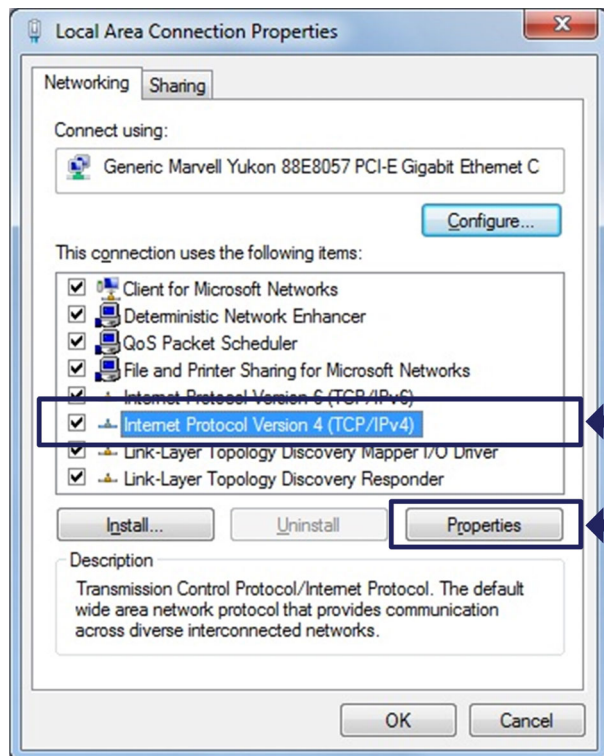 Local Area Connection Properties
Networking
Sharing
Connect using:
Generic Marvell Yukon 88E8057 PCI-E Gigabit Ethernet C
Configure...
This connection uses the following items:
Client for Microsoft Networks
Deterministic Network Enhancer
QoS Packet Scheduler
File and Printer Sharing for Microsoft Networks
Internet Protocol Version 6 (TCP/IPv6)
Internet Protocol Version 4 (TCP/IPv4)
Link-Layer Topology Discovery Mapper I/O Driver
Link-Layer Topology Discovery Responder
Install...
Uninstall
Properties
Description
Transmission Control Protocol/Internet Protocol. The default
wide area network protocol that provides communication
across diverse interconnected networks.
OK
Cancel